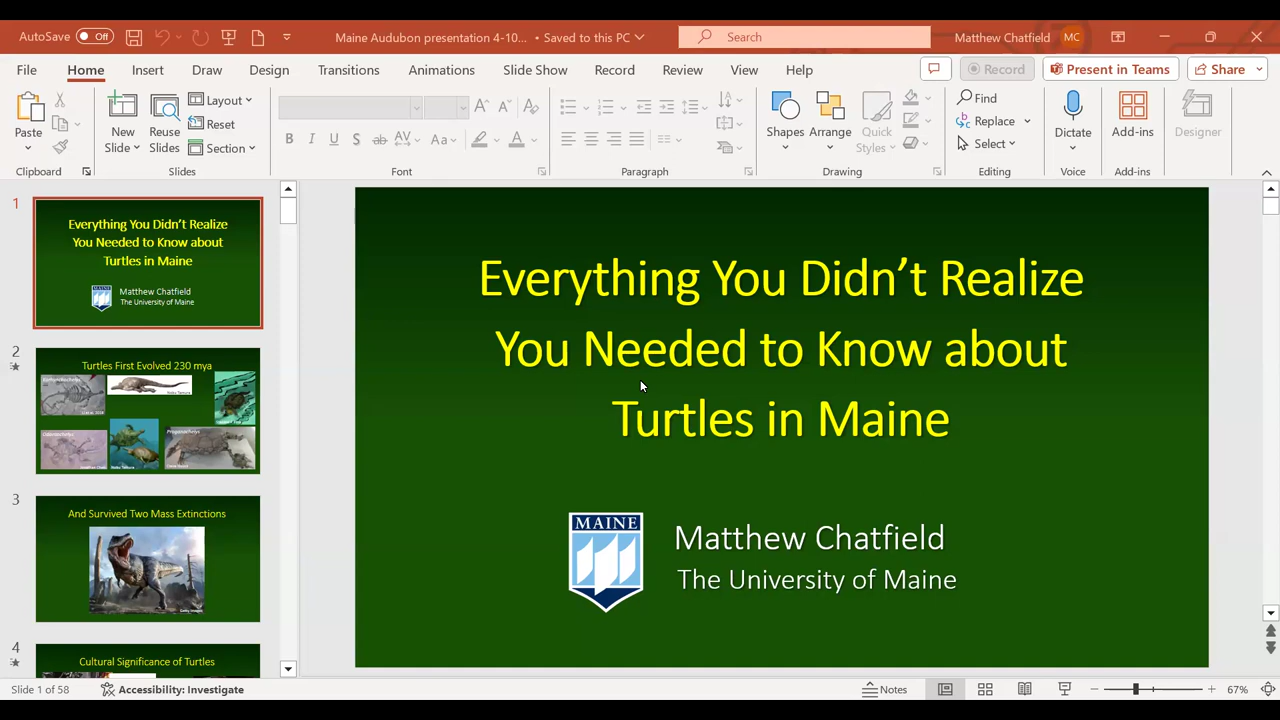 AutoSave Off
Maine Audubon presentation 4-10... • Saved to this PC
Search
Matthew Chatfield MC
File Home Insert Draw Design Transitions Animations Slide Show Record Review View Help
Record Present in Teams Share
Paste
Clipboard
New Slide
Reuse Slides
Layout
Reset
Section
Slides
B I U S ab AV Aa A
Font
Paragraph
Shapes
Arrange
Quick Styles
Drawing
Find
Replace
Select
Editing
Dictate
Voice
Add-ins
Add-ins
Designer
1
Everything You Didn't Realize
You Needed to Know about
Turtles in Maine
Matthew Chatfield
The University of Maine
2
Turtles First Evolved 230 mya
3
And Survived Two Mass Extinctions
Getty Images
4
Cultural Significance of Turtles
Everything You Didn't Realize
You Needed to Know about
Turtles in Maine
MAINE
Matthew Chatfield
The University of Maine
Slide 1 of 58
Accessibility: Investigate
Notes
67%